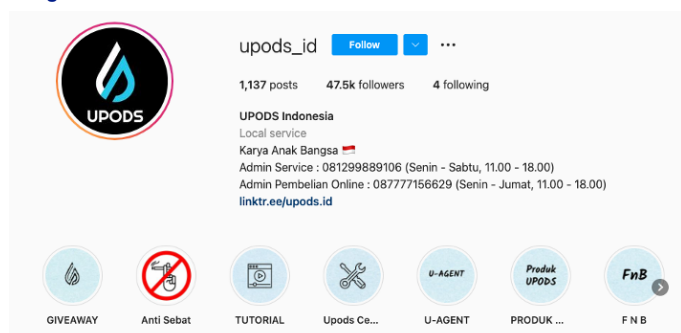 UPODS
upods_id Follow
1,137 posts 47.5k followers 4 following
UPODS Indonesia
Local service
Karya Anak Bangsa 🇮🇩
Admin Service : 081299889106 (Senin - Sabtu, 11.00 - 18.00)
Admin Pembelian Online : 087777156629 (Senin - Jumat, 11.00 - 18.00)
linktr.ee/upods.id
U-AGENT
Produk
UPODS
FnB
GIVEAWAY Anti Sebat TUTORIAL Upods Ce... U-AGENT PRODUK ... F N B